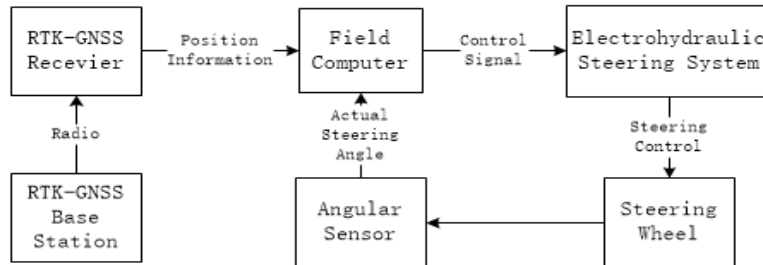 RTK-GNSS
Recevier
Position
Information
Field
Computer
Control
Signal
Electrohydraulic
Steering System
Radio
Actual
Steering
Angle
Steering
Control
RTK-GNSS
Base
Station
Angular
Sensor
Steering
Wheel